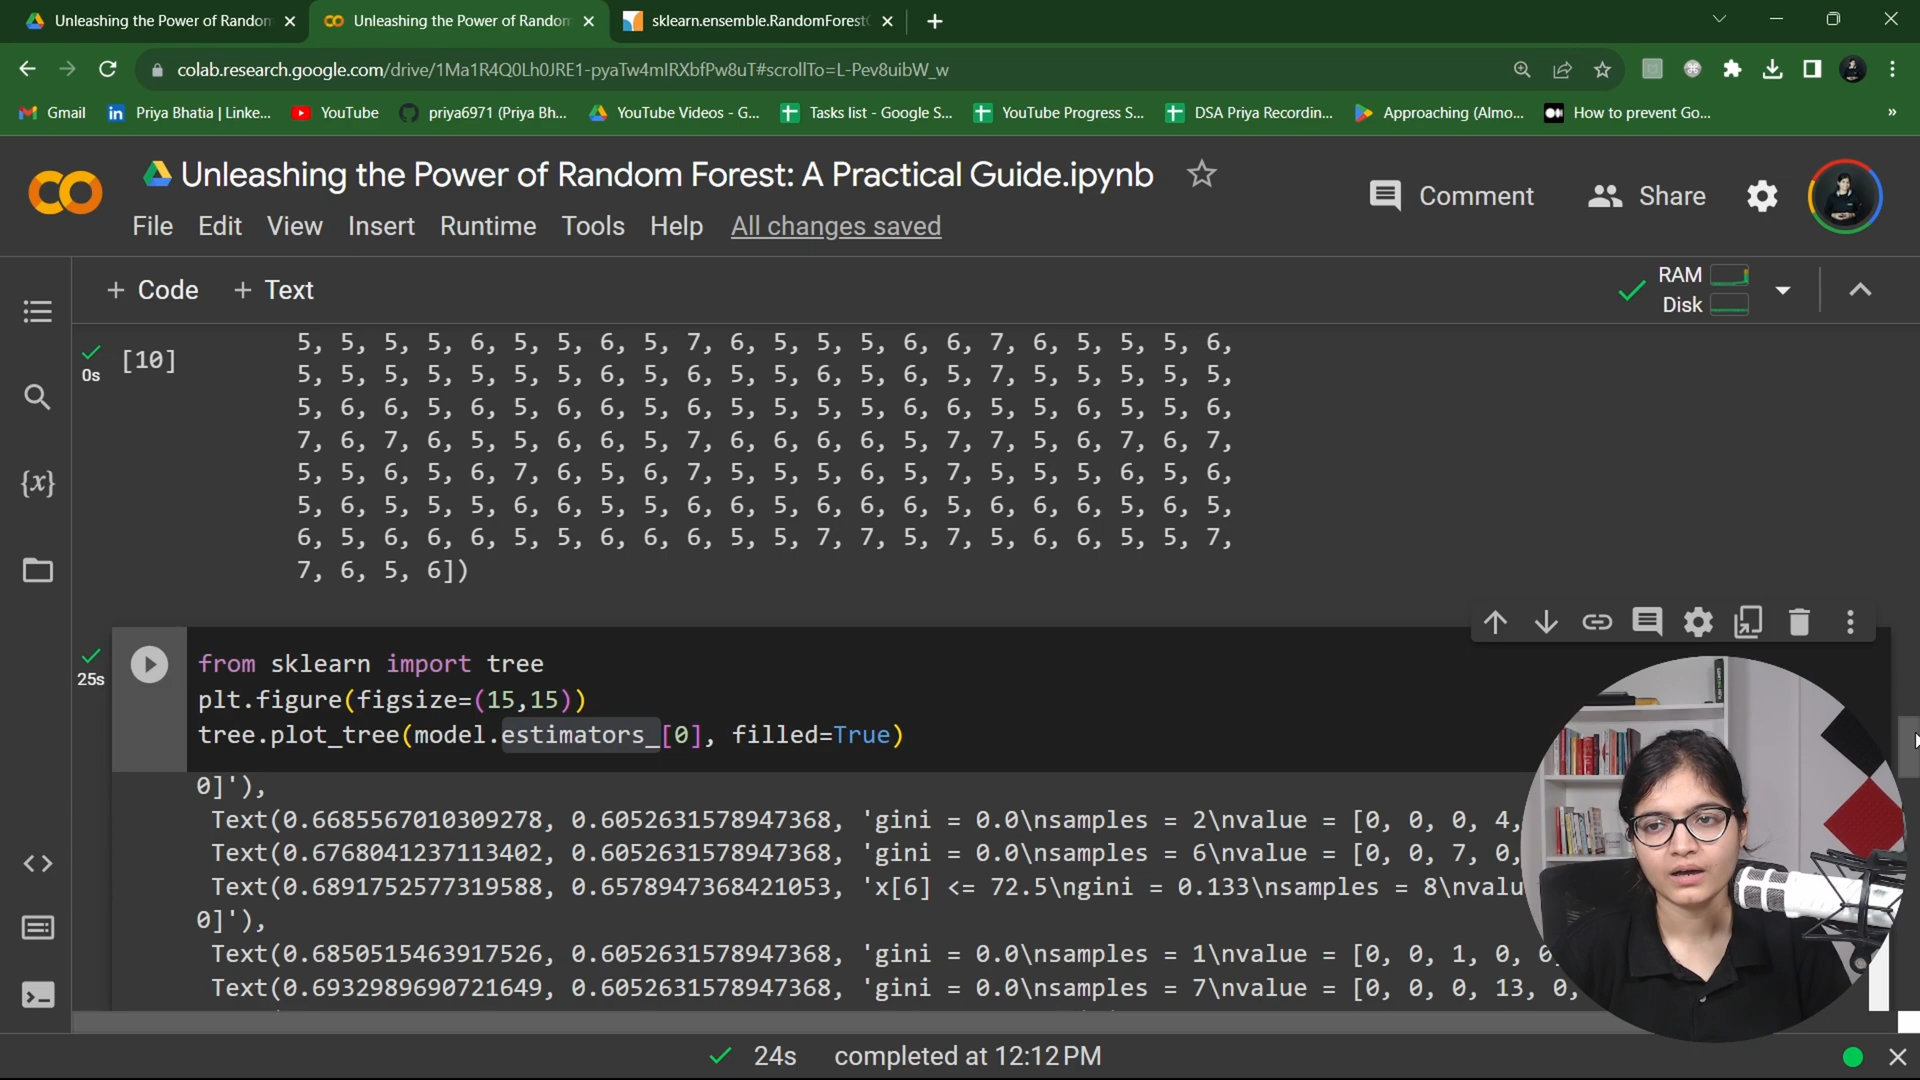 Unleashing the Power of Random
Unleashing the Power of Random
sklearn.ensemble.RandomForestC
colab.research.google.com/drive/1Ma1R4Q0Lh0JRE1-pyaTw4mIRXbfPw8uT#scrollTo=L-Pev8uibW_w
Gmail
Priya Bhatia | Linke...
YouTube
priya6971 (Priya Bh...
YouTube Videos - G...
Tasks list - Google S...
YouTube Progress S...
DSA Priya Recordin...
Approaching (Almo...
How to prevent Go...
»
Unleashing the Power of Random Forest: A Practical Guide.ipynb
Comment
Share
File Edit View Insert Runtime Tools Help All changes saved
+ Code + Text
RAM
Disk
[10]
0s
5, 5, 5, 5, 6, 5, 5, 6, 5, 7, 6, 5, 5, 5, 6, 6, 7, 6, 5, 5, 5, 6,
5, 5, 5, 5, 5, 5, 5, 6, 5, 6, 5, 5, 6, 5, 6, 5, 7, 5, 5, 5, 5, 5,
5, 6, 6, 5, 6, 5, 6, 6, 5, 6, 5, 5, 5, 5, 6, 6, 5, 5, 6, 5, 5, 6,
7, 6, 7, 6, 5, 5, 6, 6, 5, 7, 6, 6, 6, 6, 5, 7, 7, 5, 6, 7, 6, 7,
5, 5, 6, 5, 6, 7, 6, 5, 6, 7, 5, 5, 5, 6, 5, 7, 5, 5, 5, 6, 5, 6,
5, 6, 5, 5, 5, 6, 6, 5, 5, 6, 6, 5, 6, 6, 6, 5, 6, 6, 6, 5, 6, 5,
6, 5, 6, 6, 6, 5, 5, 6, 6, 6, 5, 5, 7, 7, 5, 7, 5, 6, 6, 5, 5, 7,
7, 6, 5, 6])
25s
from sklearn import tree
plt.figure(figsize=(15,15))
tree.plot_tree(model.estimators_[0], filled=True)
0]'),
Text(0.6685567010309278, 0.6052631578947368, 'gini = 0.0\nsamples = 2\nvalue = [0, 0, 0, 4,
Text(0.6768041237113402, 0.6052631578947368, 'gini = 0.0\nsamples = 6\nvalue = [0, 0, 7, 0,
Text(0.6891752577319588, 0.6578947368421053, 'x[6] <= 72.5\ngini = 0.133\nsamples = 8\nvalu
0]'),
Text(0.6850515463917526, 0.6052631578947368, 'gini = 0.0\nsamples = 1\nvalue = [0, 0, 1, 0, 0,
Text(0.6932989690721649, 0.6052631578947368, 'gini = 0.0\nsamples = 7\nvalue = [0, 0, 0, 13, 0,
24s completed at 12:12 PM